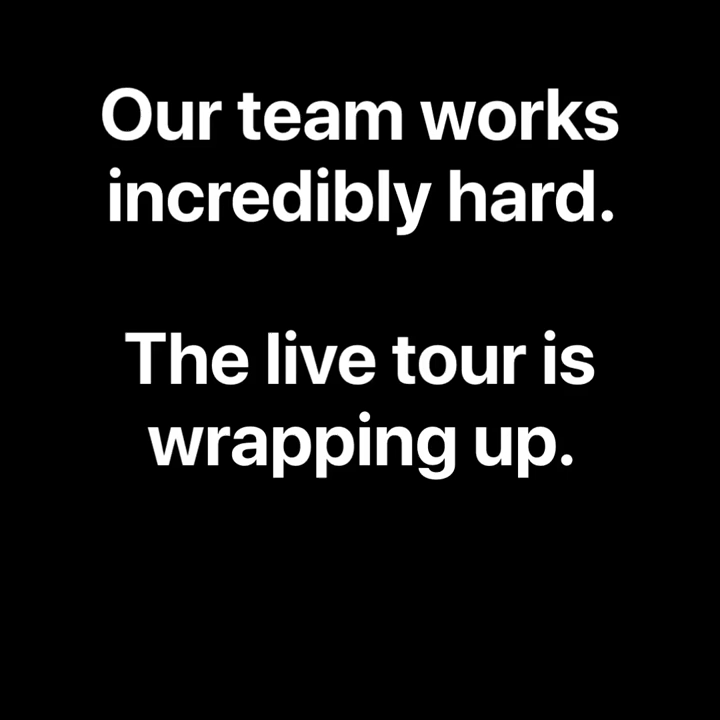 Our team works
incredibly hard.
The live tour is
wrapping up.